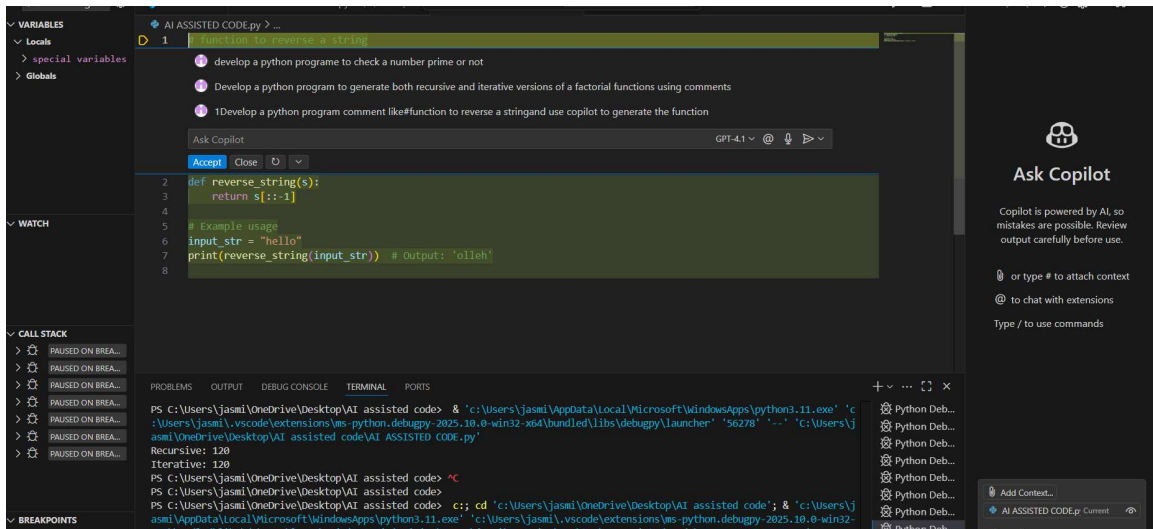 VARIABLES
Locals
special variables
Globals
WATCH
CALL STACK
PAUSED ON BREA...
PAUSED ON BREA...
PAUSED ON BREA...
PAUSED ON BREA...
PAUSED ON BREA...
PAUSED ON BREA...
PAUSED ON BREA...
BREAKPOINTS
AI ASSISTED CODE.py > ...
1 # function to reverse a string
develop a python programe to check a number prime or not
Develop a python program to generate both recursive and iterative versions of a factorial functions using comments
1Develop a python program comment like#function to reverse a stringand use copilot to generate the function
Ask Copilot GPT-4.1 @
Accept Close
2 def reverse_string(s):
3 return s[::-1]
4
5 # Example usage
6 input_str = "hello"
7 print(reverse_string(input_str)) # Output: 'olleh'
8
PROBLEMS OUTPUT DEBUG CONSOLE TERMINAL PORTS
PS C:\Users\jasmi\OneDrive\Desktop\AI assisted code> & 'c:\Users\jasmi\AppData\Local\Microsoft\WindowsApps\python3.11.exe' 'c
:\Users\jasmi\.vscode\extensions\ms-python.debugpy-2025.10.0-win32-x64\bundled\libs\debugpy\launcher' '56278' '--' 'C:\Users\j
asmi\OneDrive\Desktop\AI assisted code\AI ASSISTED CODE.py'
Recursive: 120
Iterative: 120
PS C:\Users\jasmi\OneDrive\Desktop\AI assisted code> ^C
PS C:\Users\jasmi\OneDrive\Desktop\AI assisted code>
PS C:\Users\jasmi\OneDrive\Desktop\AI assisted code> c:; cd 'c:\Users\jasmi\OneDrive\Desktop\AI assisted code'; & 'c:\Users\j
asmi\AppData\Local\Microsoft\WindowsApps\python3.11.exe' 'c:\Users\jasmi\.vscode\extensions\ms-python.debugpy-2025.10.0-win32-
Python Deb...
Python Deb...
Python Deb...
Python Deb...
Python Deb...
Python Deb...
Python Deb...
Python Deb...
Ask Copilot
Copilot is powered by AI, so
mistakes are possible. Review
output carefully before use.
or type # to attach context
@ to chat with extensions
Type / to use commands
Add Context...
AI ASSISTED CODE.p Current